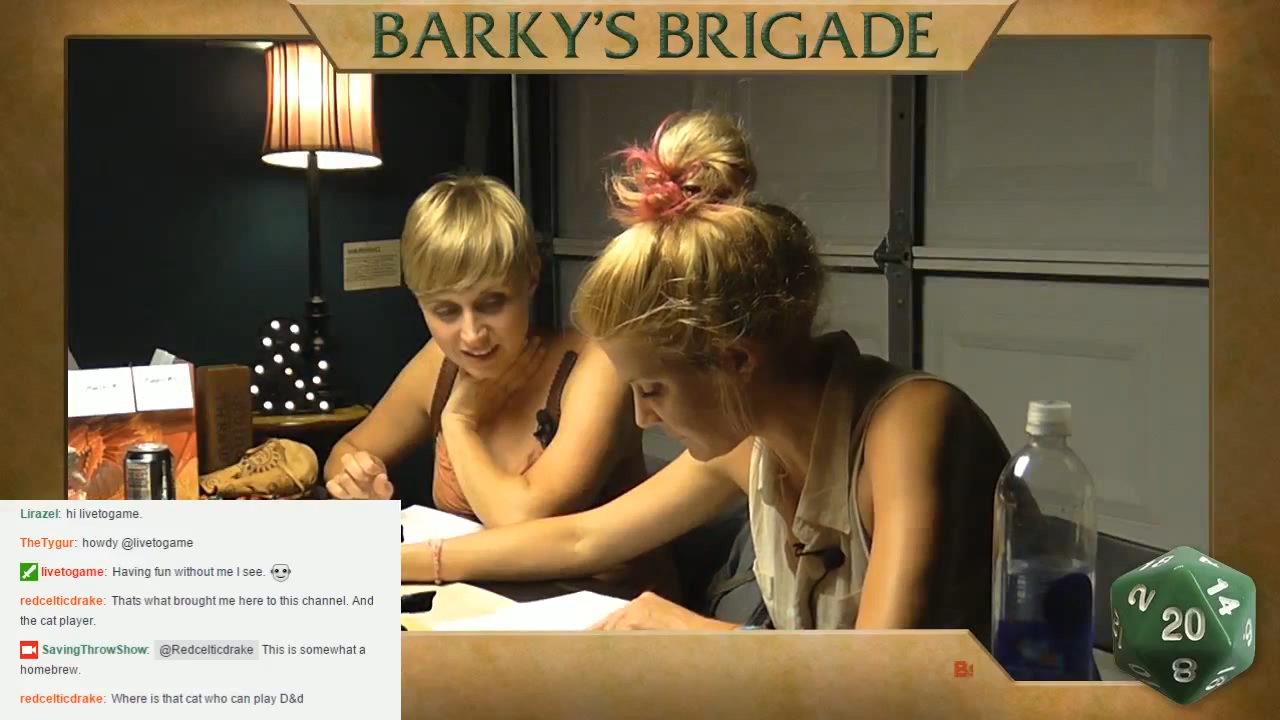 BARKY'S BRIGADE
WARNING
Lirazel: hi livetogame.
TheTygur: howdy @livetogame
livetogame: Having fun without me I see.
redcelticdrake: Thats what brought me here to this channel. And
the cat player.
SavingThrowShow: @Redcelticdrake This is somewhat a
homebrew.
redcelticdrake: Where is that cat who can play D&d
20
14
2
8